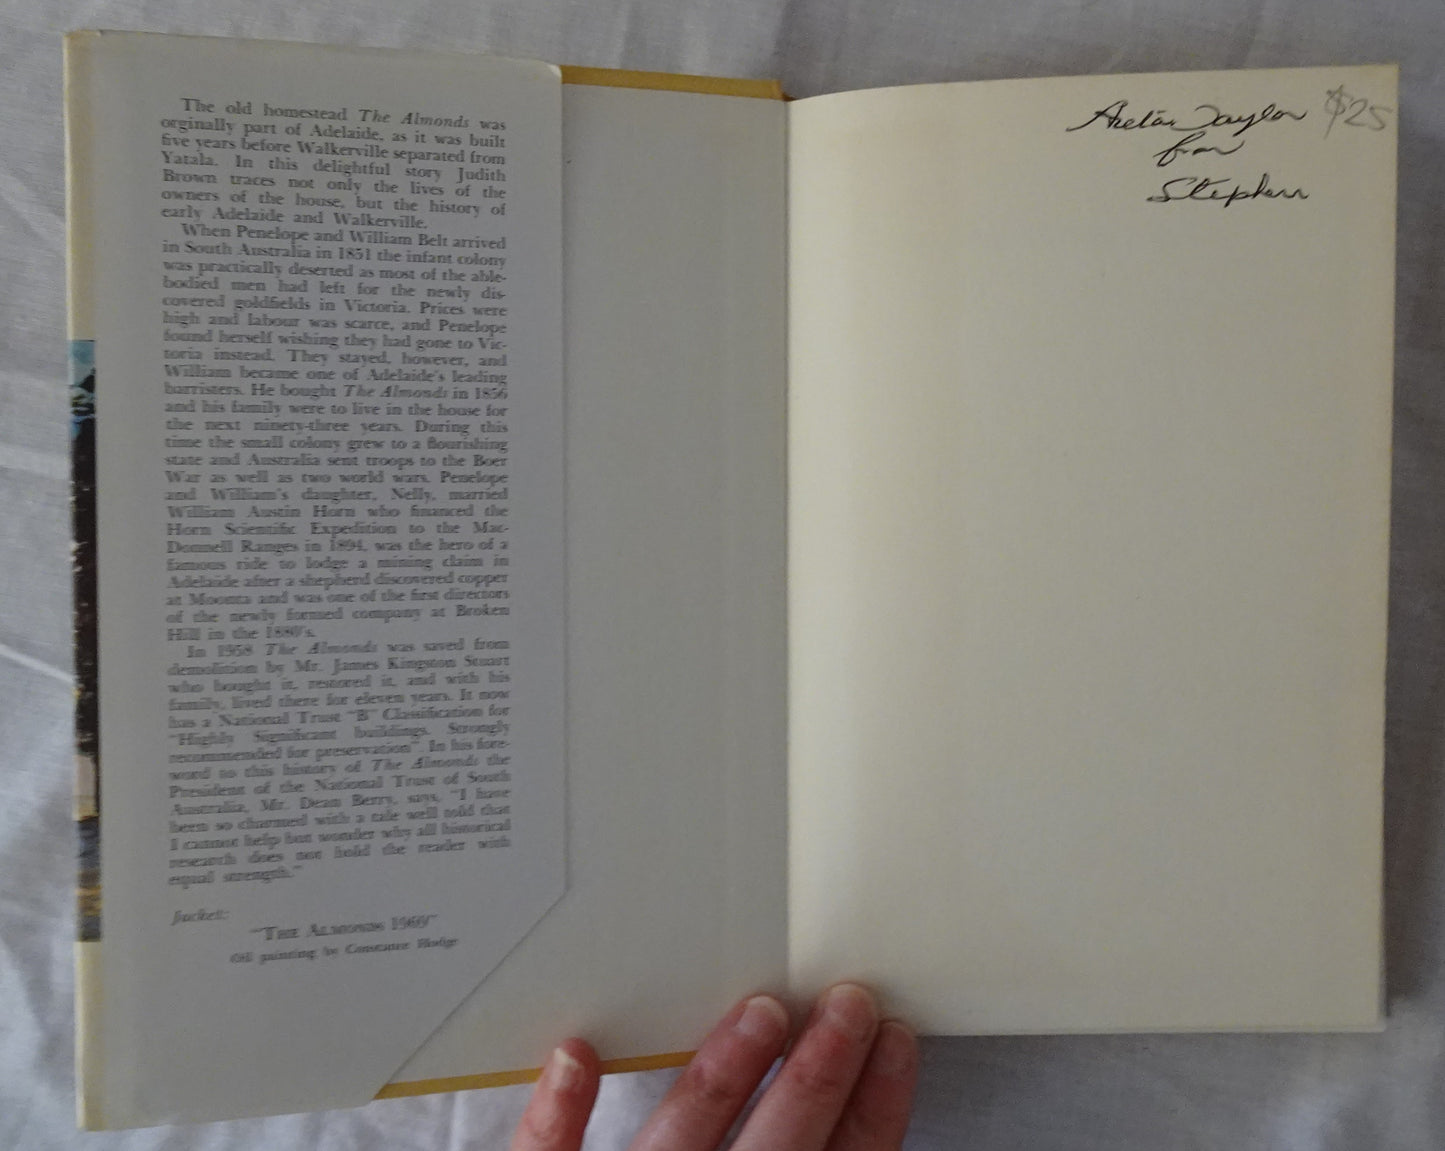 The old homestead The Almonds was
orginally part of Adelaide, as it was built
five years before Walkerville separated from
Yatala. In this delightful story Judith
Brown traces not only the lives of the
owners of the house, but the history of
early Adelaide and Walkerville.
When Penelope and William Belt arrived
in South Australia in 1851 the infant colony
was practically deserted as most of the able-
bodied men had left for the newly dis-
covered goldfields in Victoria. Prices were
high and labour was scarce, and Penelope
found herself wishing they had gone to Vic-
toria instead. They stayed, however, and
William became one of Adelaide's leading
barristers. He bought The Almonds in 1856
and his family were to live in the house for
the next ninety-three years. During this
time the small colony grew to a flourishing
state and Australia sent troops to the Boer
War as well as two world wars. Penelope
and William's daughter, Nelly, married
William Austin Horn who financed the
Horn Scientific Expedition to the Mac-
Donnell Ranges in 1894, was the hero of a
famous ride to lodge a mining claim in
Adelaide after a shepherd discovered copper
at Moonta and was one of the first directors
of the newly formed company at Broken
Hill in the 1880's.
In 1958 The Almonds was saved from
demolition by Mr. James Kingston Stuart
who bought it, restored it, and with his
family, lived there for eleven years. It now
has a National Trust "B" Classification for
"Highly Significant buildings. Strongly
recommended for preservation". In his fore-
word to this history of The Almonds the
President of the National Trust of South
Australia, Mr. Dean Berry, says, "I have
been so charmed with a tale well told that
I cannot help but wonder why all historical
research does not hold the reader with
equal strength."
Jacket:
"THE ALMONDS 1969"
Oil painting by Constance Hodge
Taylor $25
from
Stephen